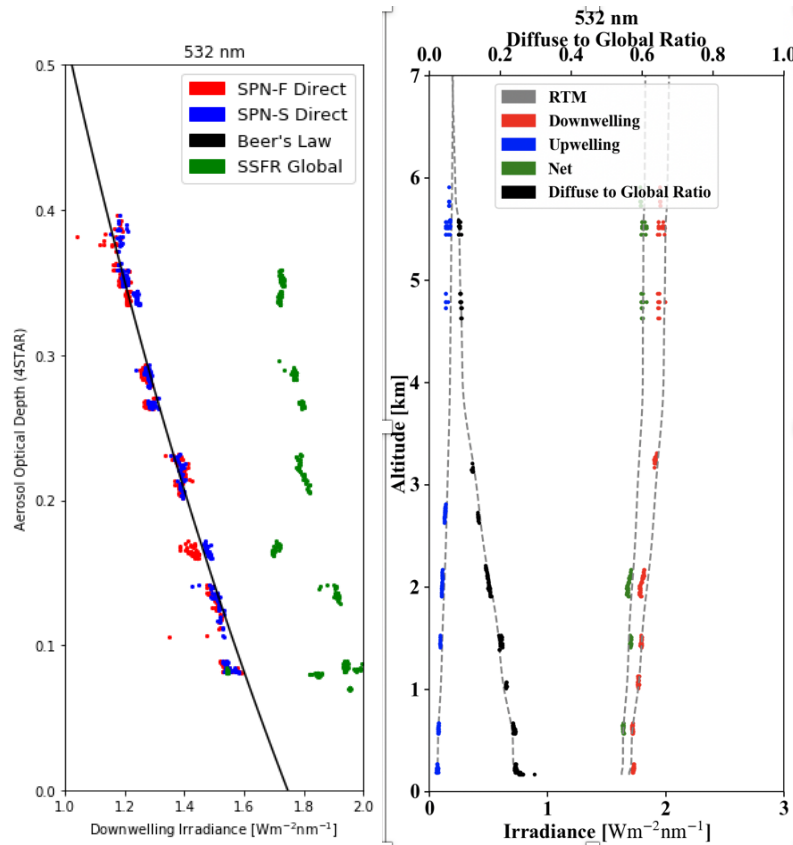 532 nm
SPN-F Direct
SPN-S Direct
Beer's Law
SSFR Global
0.5
0.4
0.3
0.2
0.1
0.0
Aerosol Optical Depth (4STAR)
1.0 1.2 1.4 1.6 1.8 2.0
Downwelling Irradiance [Wm⁻²nm⁻¹]
532 nm
Diffuse to Global Ratio
0.0 0.2 0.4 0.6 0.8 1.0
RTM
Downwelling
Upwelling
Net
Diffuse to Global Ratio
7
6
5
4
3
2
1
0
Altitude [km]
0 1 2 3
Irradiance [Wm⁻²nm⁻¹]